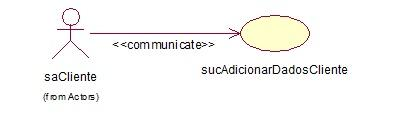 <<communicate>>
saCliente
sucAdicionarDadosCliente
(from Actors)